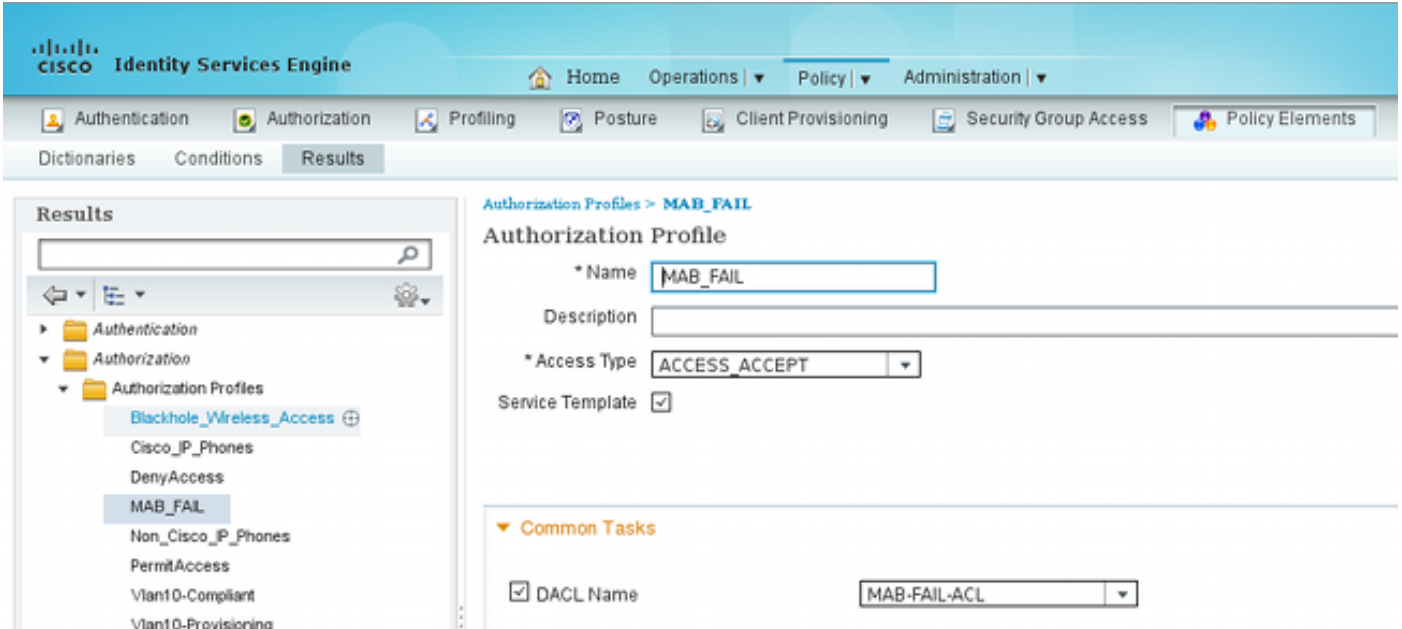 CISCO Identity Services Engine
Home Operations | Policy | Administration |
Authentication Authorization Profiling Posture Client Provisioning Security Group Access Policy Elements
Dictionaries Conditions Results
Results
Authentication
Authorization
Authorization Profiles
Blackhole_Wireless_Access
Cisco_IP_Phones
DenyAccess
MAB_FAIL
Non_Cisco_IP_Phones
PermitAccess
Vlan10-Compliant
Vlan10-Provisioning
Authorization Profiles > MAB_FAIL
Authorization Profile
* Name MAB_FAIL
Description
* Access Type ACCESS_ACCEPT
Service Template
Common Tasks
DACL Name MAB-FAIL-ACL